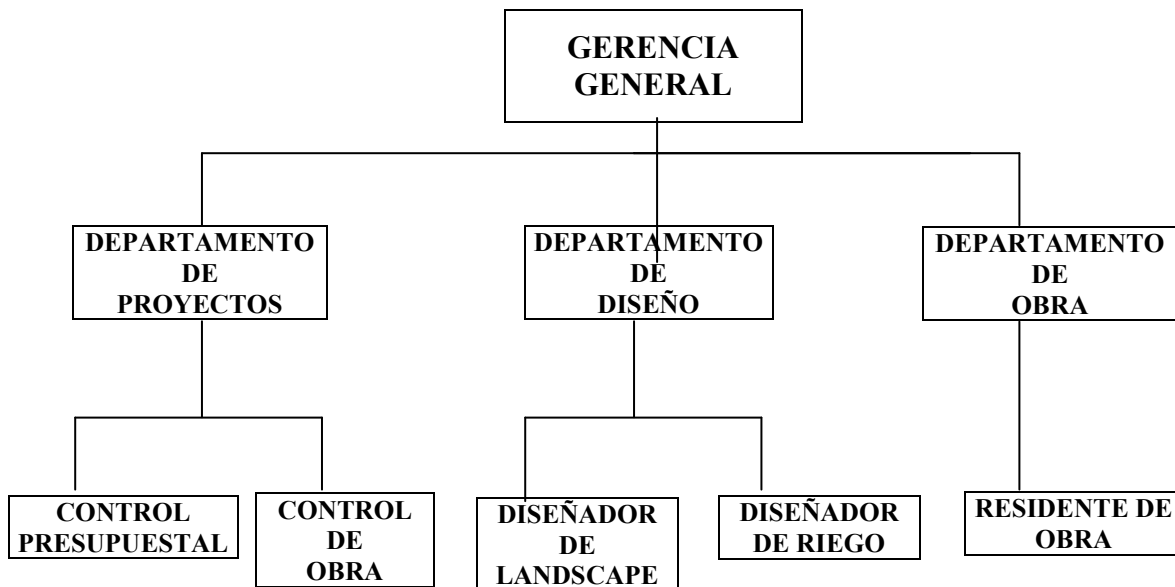 GERENCIA
GENERAL
DEPARTAMENTO
DE
PROYECTOS
DEPARTAMENTO
DE
DISEÑO
DEPARTAMENTO
DE
OBRA
CONTROL
PRESUPUESTAL
CONTROL
DE
OBRA
DISEÑADOR
DE
LANDSCAPE
DISEÑADOR
DE RIEGO
RESIDENTE DE
OBRA